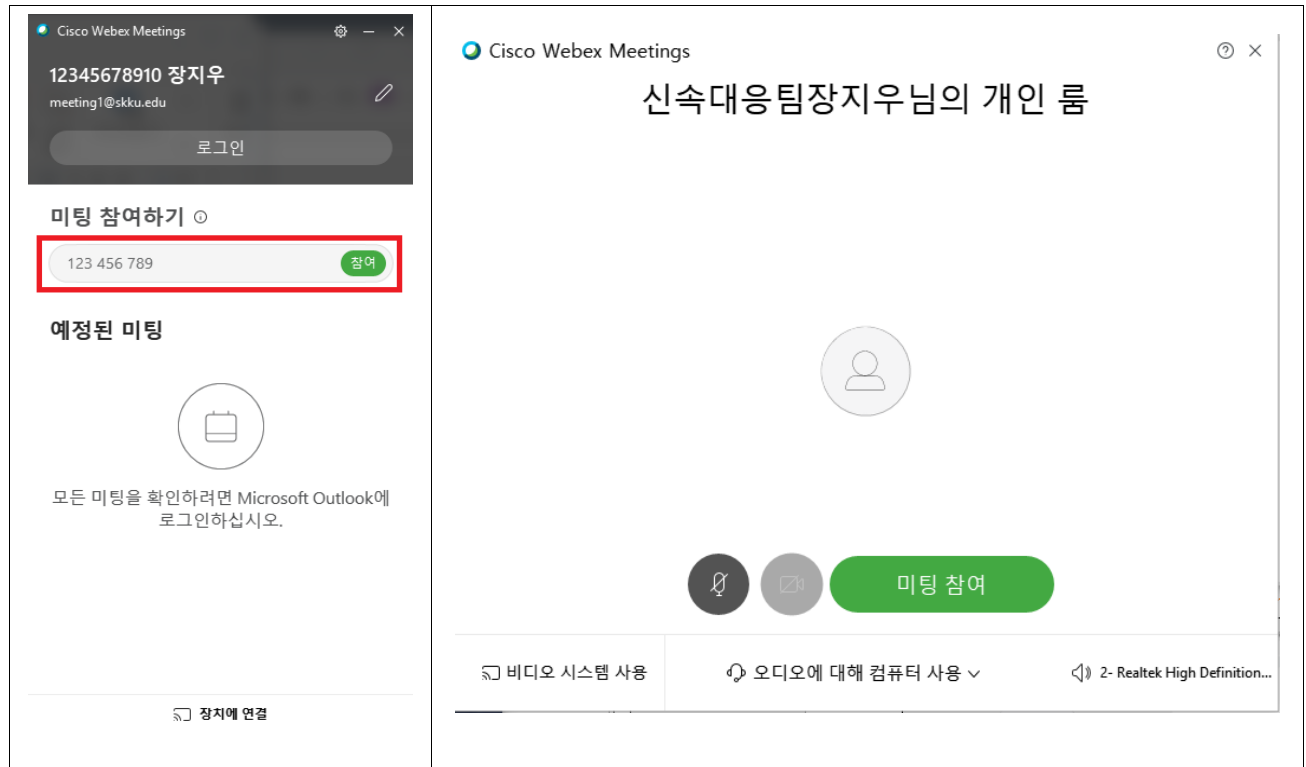 Cisco Webex Meetings
12345678910 장지우
meeting1@skku.edu
로그인
미팅 참여하기
123 456 789
참여
예정된 미팅
모든 미팅을 확인하려면 Microsoft Outlook에
로그인하십시오.
장치에 연결
Cisco Webex Meetings
신속대응팀장지우님의 개인 룸
미팅 참여
비디오 시스템 사용
오디오에 대해 컴퓨터 사용
2- Realtek High Definition...